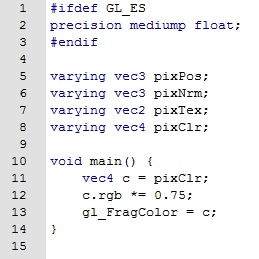 1 #ifdef GL_ES
2 precision mediump float;
3 #endif
4
5 varying vec3 pixPos;
6 varying vec3 pixNrm;
7 varying vec2 pixTex;
8 varying vec4 pixClr;
9
10 void main() {
11     vec4 c = pixClr;
12     c.rgb *= 0.75;
13     gl_FragColor = c;
14 }
15